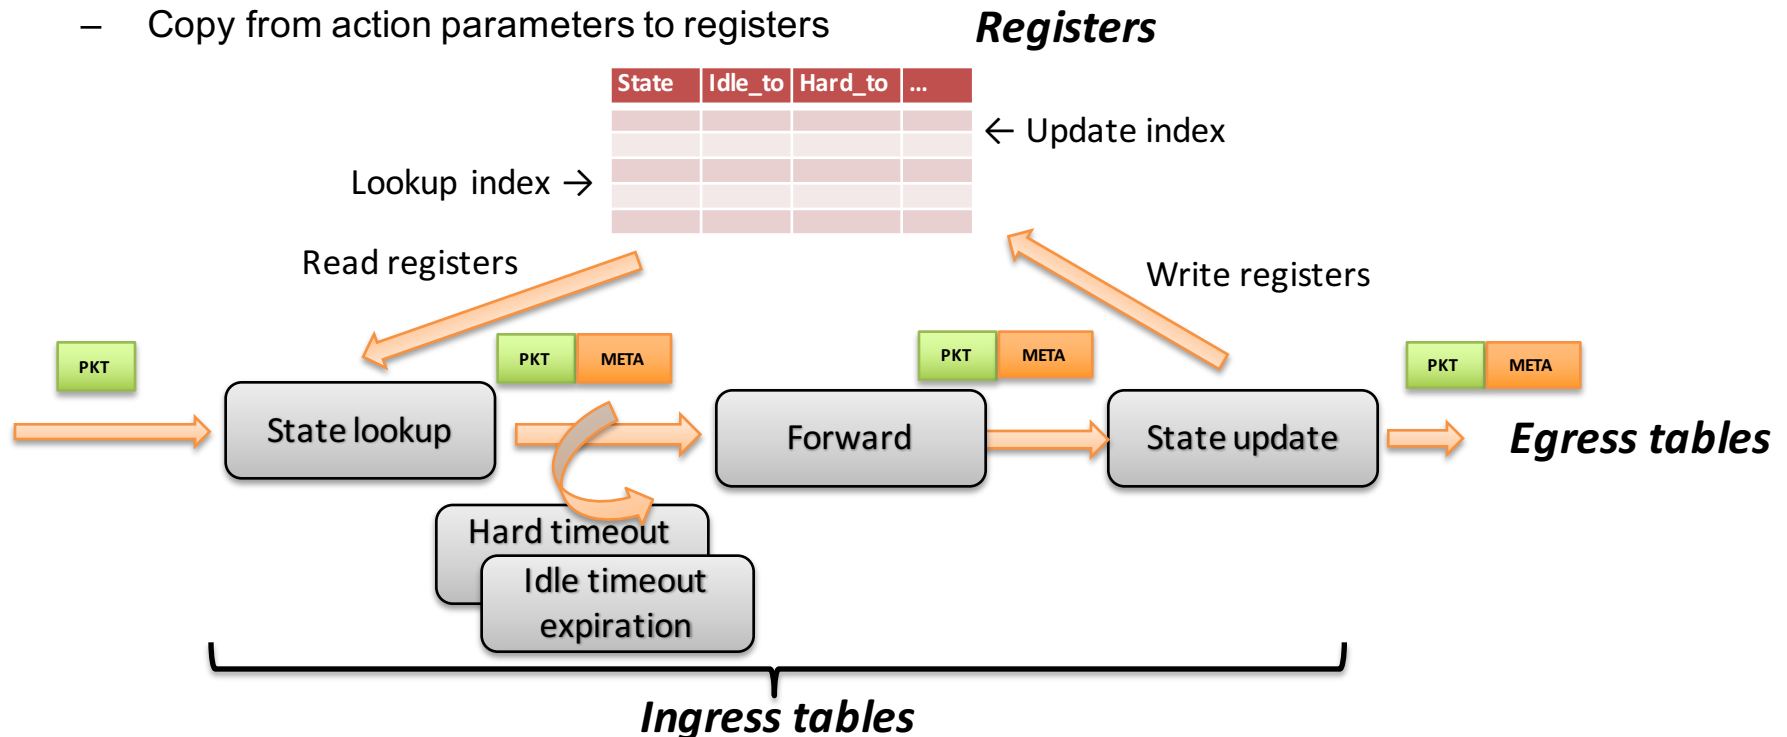 – Copy from action parameters to registers
Registers
State Idle_to Hard_to ...
← Update index
Lookup index →
Read registers
Write registers
PKT
PKT META
PKT META
PKT META
State lookup
Forward
State update
Egress tables
Hard timeout
Idle timeout
expiration
Ingress tables